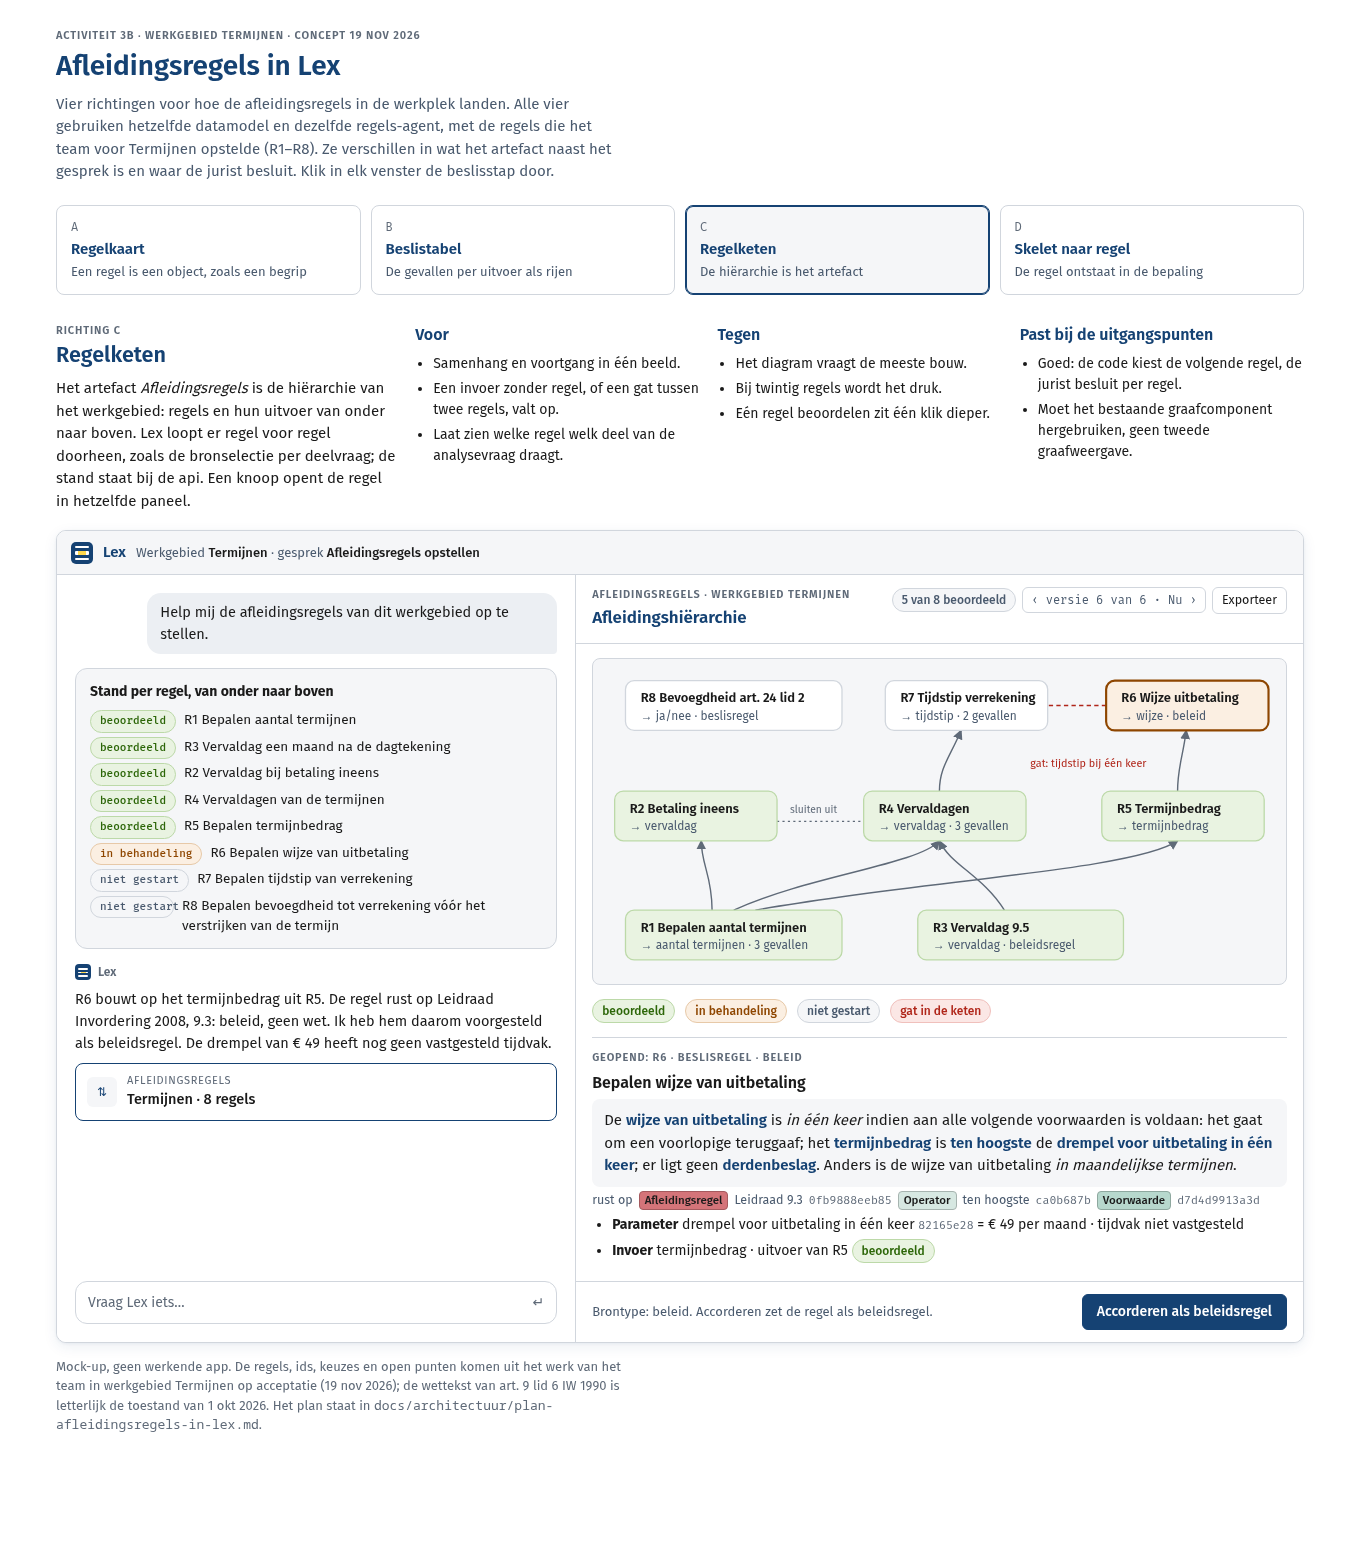 ACTIVITEIT 3B · WERKGEBIED TERMIJNEN · CONCEPT 19 NOV 2026
Afleidingsregels in Lex
Vier richtingen voor hoe de afleidingsregels in de werkplek landen. Alle vier
gebruiken hetzelfde datamodel en dezelfde regels-agent, met de regels die het
team voor Termijnen opstelde (R1–R8). Ze verschillen in wat het artefact naast het
gesprek is en waar de jurist besluit. Klik in elk venster de beslisstap door.
A
Regelkaart
Een regel is een object, zoals een begrip
B
Beslistabel
De gevallen per uitvoer als rijen
C
Regelketen
De hiërarchie is het artefact
D
Skelet naar regel
De regel ontstaat in de bepaling
RICHTING C
Regelketen
Het artefact Afleidingsregels is de hiërarchie van
het werkgebied: regels en hun uitvoer van onder
naar boven. Lex loopt er regel voor regel
doorheen, zoals de bronselectie per deelvraag; de
stand staat bij de api. Een knoop opent de regel
in hetzelfde paneel.
Voor
• Samenhang en voortgang in één beeld.
• Een invoer zonder regel, of een gat tussen
twee regels, valt op.
• Laat zien welke regel welk deel van de
analysevraag draagt.
Tegen
• Het diagram vraagt de meeste bouw.
• Bij twintig regels wordt het druk.
• Eén regel beoordelen zit één klik dieper.
Past bij de uitgangspunten
• Goed: de code kiest de volgende regel, de
jurist besluit per regel.
• Moet het bestaande graafcomponent
hergebruiken, geen tweede
graafweergave.
Lex Werkgebied Termijnen · gesprek Afleidingsregels opstellen
Help mij de afleidingsregels van dit werkgebied op te
stellen.
Stand per regel, van onder naar boven
beoordeeld R1 Bepalen aantal termijnen
beoordeeld R3 Vervaldag een maand na de dagtekening
beoordeeld R2 Vervaldag bij betaling ineens
beoordeeld R4 Vervaldagen van de termijnen
beoordeeld R5 Bepalen termijnbedrag
in behandeling R6 Bepalen wijze van uitbetaling
niet gestart R7 Bepalen tijdstip van verrekening
niet gestart R8 Bepalen bevoegdheid tot verrekening vóór het
verstrijken van de termijn
Lex
R6 bouwt op het termijnbedrag uit R5. De regel rust op Leidraad
Invordering 2008, 9.3: beleid, geen wet. Ik heb hem daarom voorgesteld
als beleidsregel. De drempel van € 49 heeft nog geen vastgesteld tijdvak.
⇅
AFLEIDINGSREGELS
Termijnen · 8 regels
Vraag Lex iets… ↵
AFLEIDINGSREGELS · WERKGEBIED TERMIJNEN
Afleidingshiërarchie
5 van 8 beoordeeld ‹ versie 6 van 6 · Nu › Exporteer
R8 Bevoegdheid art. 24 lid 2
→ ja/nee · beslisregel
R7 Tijdstip verrekening
→ tijdstip · 2 gevallen
R6 Wijze uitbetaling
→ wijze · beleid
gat: tijdstip bij één keer
R2 Betaling ineens
→ vervaldag
sluiten uit
R4 Vervaldagen
→ vervaldag · 3 gevallen
R5 Termijnbedrag
→ termijnbedrag
R1 Bepalen aantal termijnen
→ aantal termijnen · 3 gevallen
R3 Vervaldag 9.5
→ vervaldag · beleidsregel
beoordeeld in behandeling niet gestart gat in de keten
GEOPEND: R6 · BESLISREGEL · BELEID
Bepalen wijze van uitbetaling
De wijze van uitbetaling is in één keer indien aan alle volgende voorwaarden is voldaan: het gaat
om een voorlopige teruggaaf; het termijnbedrag is ten hoogste de drempel voor uitbetaling in één
keer; er ligt geen derdenbeslag. Anders is de wijze van uitbetaling in maandelijkse termijnen.
rust op Afleidingsregel Leidraad 9.3 0fb9888eeb85 Operator ten hoogste ca0b687b Voorwaarde d7d4d9913a3d
• Parameter drempel voor uitbetaling in één keer 82165e28 = € 49 per maand · tijdvak niet vastgesteld
• Invoer termijnbedrag · uitvoer van R5 beoordeeld
Brontype: beleid. Accorderen zet de regel als beleidsregel. Accorderen als beleidsregel
Mock-up, geen werkende app. De regels, ids, keuzes en open punten komen uit het werk van het
team in werkgebied Termijnen op acceptatie (19 nov 2026); de wettekst van art. 9 lid 6 IW 1990 is
letterlijk de toestand van 1 okt 2026. Het plan staat in docs/architectuur/plan-
afleidingsregels-in-lex.md.